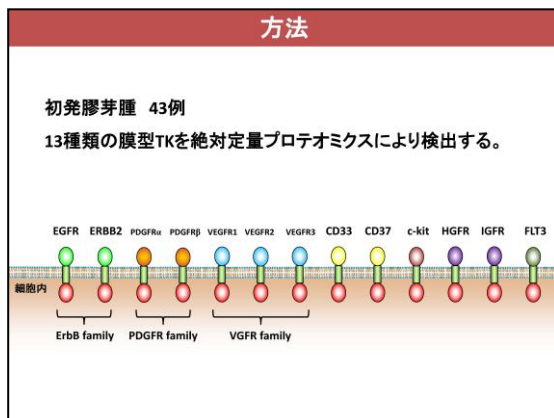 方法
初発膠芽腫 43例
13種類の膜型TKを絶対定量プロテオミクスにより検出する。
EGFR ERBB2 PDGFRα PDGFRβ VEGFR1 VEGFR2 VEGFR3 CD33 CD37 c-kit HGFR IGFR FLT3
細胞内
ErbB family PDGFR family VGFR family